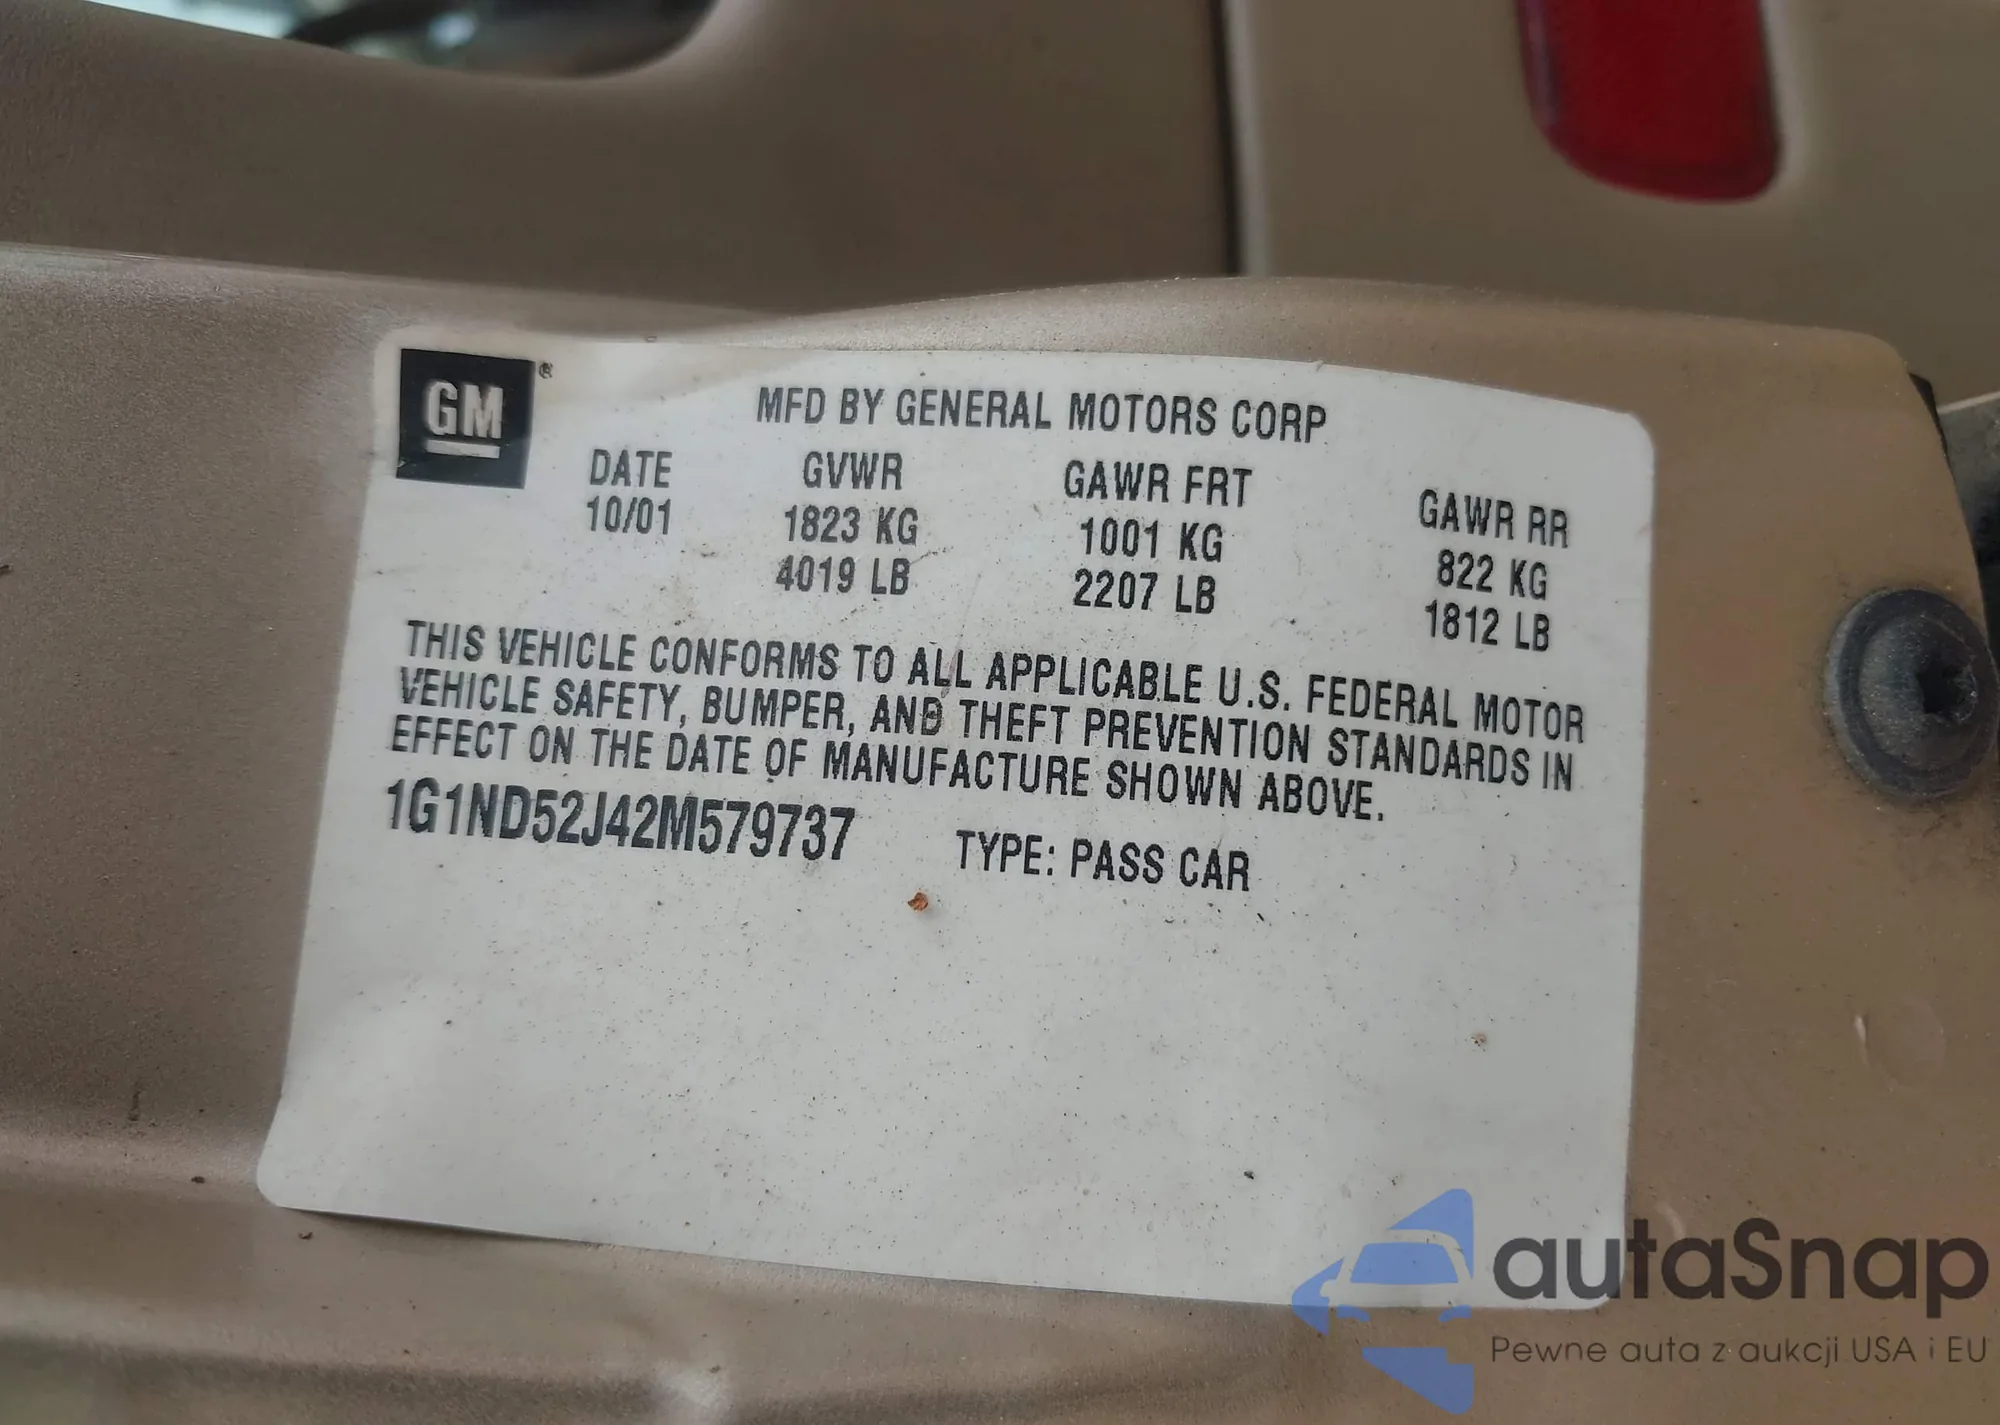 GM ®
MFD BY GENERAL MOTORS CORP
DATE GVWR GAWR FRT GAWR RR
10/01 1823 KG 1001 KG 822 KG
4019 LB 2207 LB 1812 LB
THIS VEHICLE CONFORMS TO ALL APPLICABLE U.S. FEDERAL MOTOR
VEHICLE SAFETY, BUMPER, AND THEFT PREVENTION STANDARDS IN
EFFECT ON THE DATE OF MANUFACTURE SHOWN ABOVE.
1G1ND52J42M579737 TYPE: PASS CAR
autaSnap
Pewne auta z aukcji USA i EU